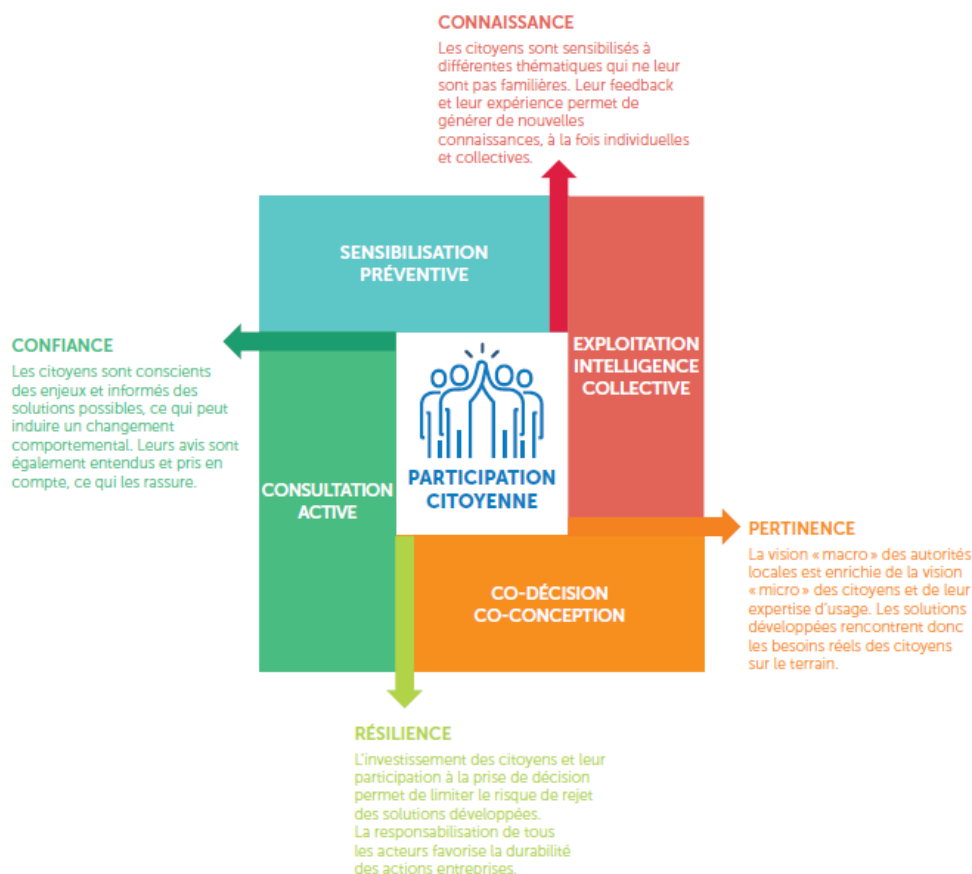 CONNAISSANCE
Les citoyens sont sensibilisés à
différentes thématiques qui ne leur
sont pas familières. Leur feedback
et leur expérience permet de
générer de nouvelles
connaissances, à la fois individuelles
et collectives.
SENSIBILISATION
PRÉVENTIVE
CONFIANCE
Les citoyens sont conscients
des enjeux et informés des
solutions possibles, ce qui peut
induire un changement
comportemental. Leurs avis sont
également entendus et pris en
compte, ce qui les rassure.
EXPLOITATION
INTELLIGENCE
COLLECTIVE
CONSULTATION
ACTIVE
PARTICIPATION
CITOYENNE
PERTINENCE
La vision « macro » des autorités
locales est enrichie de la vision
« micro » des citoyens et de leur
expertise d'usage. Les solutions
développées rencontrent donc
les besoins réels des citoyens
sur le terrain.
CO-DÉCISION
CO-CONCEPTION
RÉSILIENCE
L'investissement des citoyens et leur
participation à la prise de décision
permet de limiter le risque de rejet
des solutions développées.
La responsabilisation de tous
les acteurs favorise la durabilité
des actions entreprises.